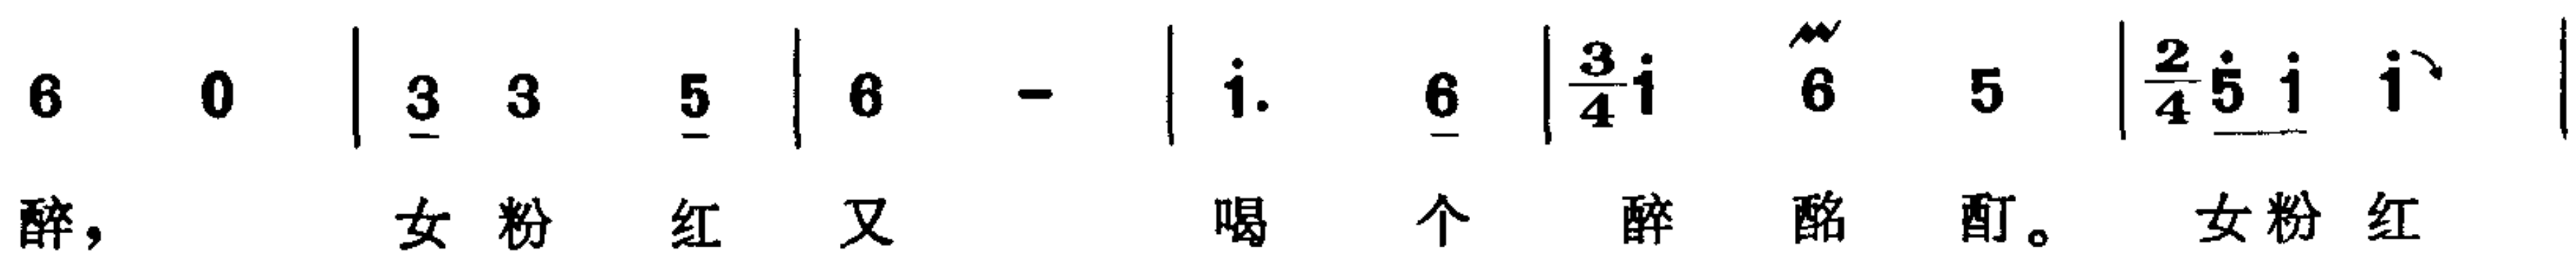 6 0 | 3 3 5 | 6 - | i. 6 | 3/4 i 6 5 | 2/4 5̇ i i |
醉， 女 粉 红 又 喝 个 醉 酩 酊。 女 粉 红